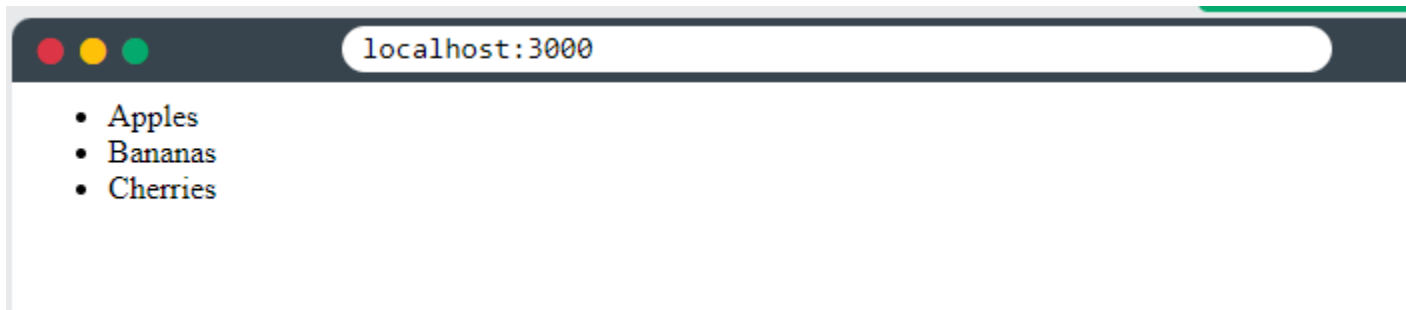 localhost:3000
• Apples
• Bananas
• Cherries